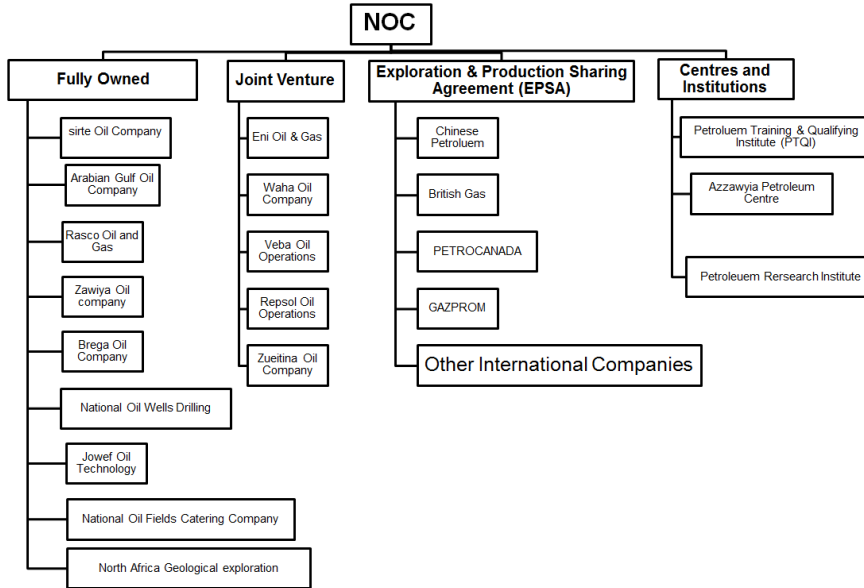 NOC
Fully Owned
sirte Oil Company
Arabian Gulf Oil
Company
Rasco Oil and
Gas
Zawiya Oil
company
Brega Oil
Company
National Oil Wells Drilling
Jowef Oil
Technology
National Oil Fields Catering Company
North Africa Geological exploration
Joint Venture
Eni Oil & Gas
Waha Oil
Company
Veba Oil
Operations
Repsol Oil
Operations
Zueitina Oil
Company
Exploration & Production Sharing
Agreement (EPSA)
Chinese
Petroluem
British Gas
PETROCANADA
GAZPROM
Other International Companies
Centres and
Institutions
Petroluem Training & Qualifying
Institute (PTQI)
Azzawyia Petroleum
Centre
Petroleuem Rersearch Institute